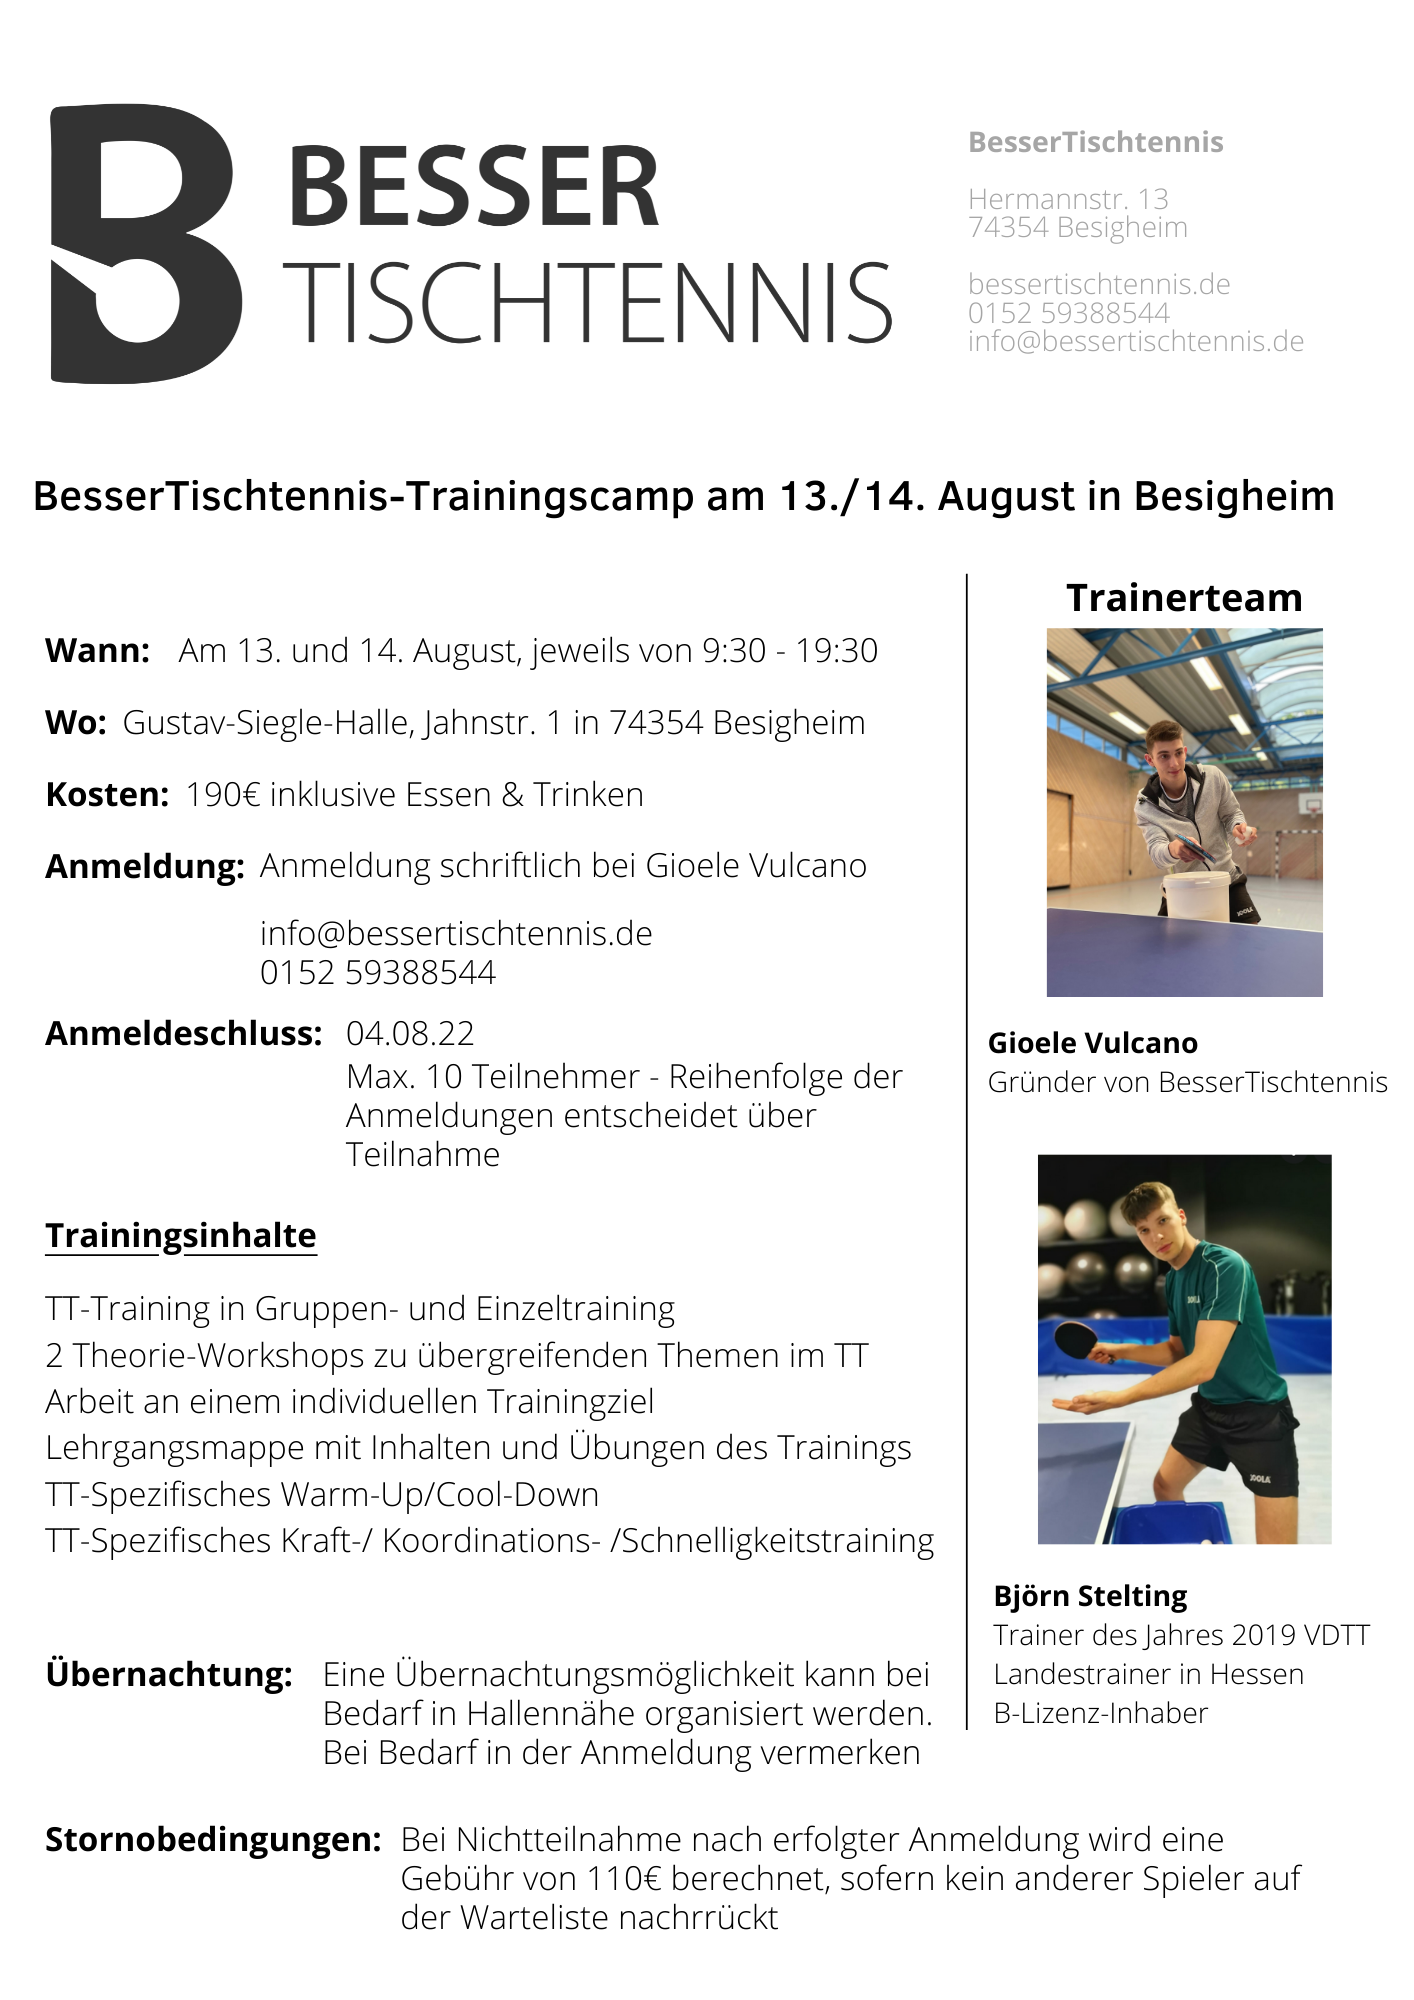 BESSER
TISCHTENNIS
BesserTischtennis
Hermannstr. 13
74354 Besigheim
bessertischtennis.de
0152 59388544
info@bessertischtennis.de
BesserTischtennis-Trainingscamp am 13./14. August in Besigheim
Wann: Am 13. und 14. August, jeweils von 9:30 - 19:30
Wo: Gustav-Siegle-Halle, Jahnstr. 1 in 74354 Besigheim
Kosten: 190€ inklusive Essen & Trinken
Anmeldung: Anmeldung schriftlich bei Gioele Vulcano
info@bessertischtennis.de
0152 59388544
Anmeldeschluss: 04.08.22
Max. 10 Teilnehmer - Reihenfolge der
Anmeldungen entscheidet über
Teilnahme
Trainingsinhalte
TT-Training in Gruppen- und Einzeltraining
2 Theorie-Workshops zu übergreifenden Themen im TT
Arbeit an einem individuellen Trainingziel
Lehrgangsmappe mit Inhalten und Übungen des Trainings
TT-Spezifisches Warm-Up/Cool-Down
TT-Spezifisches Kraft-/ Koordinations- /Schnelligkeitstraining
Übernachtung: Eine Übernachtungsmöglichkeit kann bei
Bedarf in Hallennähe organisiert werden.
Bei Bedarf in der Anmeldung vermerken
Trainerteam
JOOLA
Gioele Vulcano
Gründer von BesserTischtennis
JOOLA
JOOLA
Björn Stelting
Trainer des Jahres 2019 VDTT
Landestrainer in Hessen
B-Lizenz-Inhaber
Stornobedingungen: Bei Nichtteilnahme nach erfolgter Anmeldung wird eine
Gebühr von 110€ berechnet, sofern kein anderer Spieler auf
der Warteliste nachrrückt